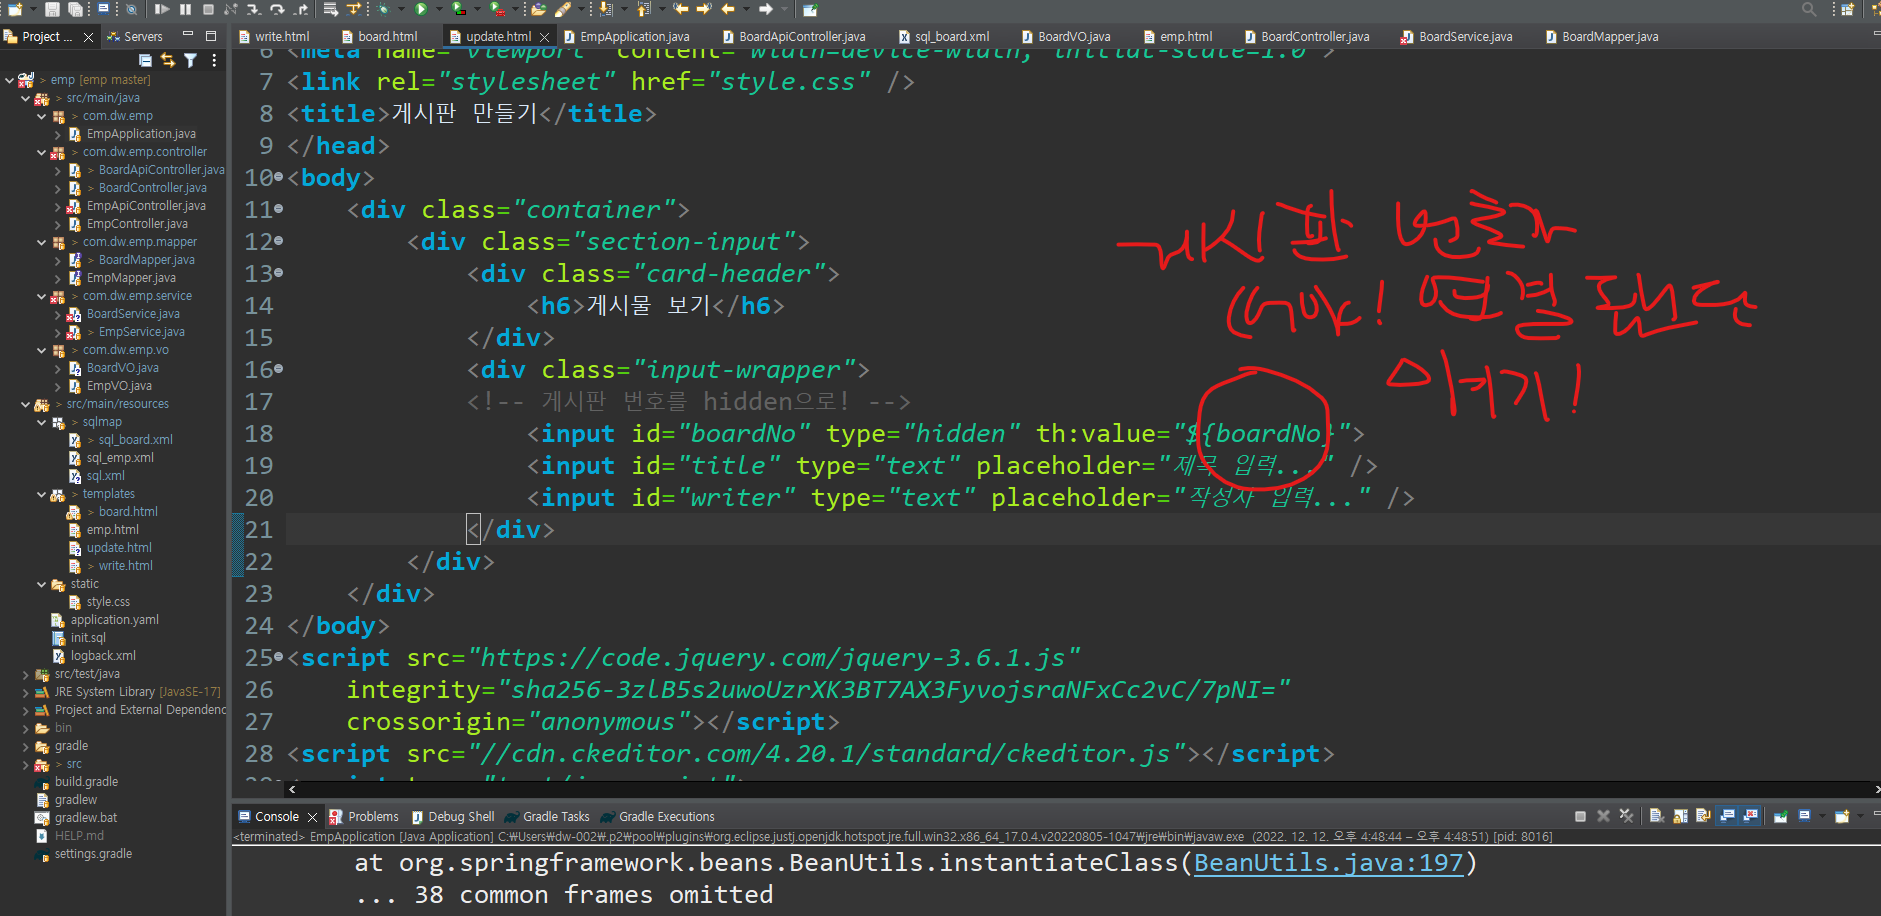 Project ...
Servers
write.html
board.html
update.html
EmpApplication.java
BoardApiController.java
sql_board.xml
BoardVO.java
emp.html
BoardController.java
BoardService.java
BoardMapper.java
> emp [emp master]
> src/main/java
> com.dw.emp
EmpApplication.java
> com.dw.emp.controller
> BoardApiController.java
> BoardController.java
EmpApiController.java
EmpController.java
> com.dw.emp.mapper
> BoardMapper.java
EmpMapper.java
> com.dw.emp.service
BoardService.java
> EmpService.java
> com.dw.emp.vo
BoardVO.java
EmpVO.java
> src/main/resources
> sqlmap
> sql_board.xml
sql_emp.xml
sql.xml
> templates
> board.html
emp.html
update.html
> write.html
static
style.css
application.yaml
init.sql
logback.xml
src/test/java
JRE System Library [JavaSE-17]
Project and External Dependenc
bin
gradle
> src
build.gradle
gradlew
gradlew.bat
HELP.md
settings.gradle
6 <meta name="viewport" content="width=device-width, initial-scale=1.0">
7 <link rel="stylesheet" href="style.css" />
8 <title>게시판 만들기</title>
9 </head>
10 <body>
11 <div class="container">
12 <div class="section-input">
13 <div class="card-header">
14 <h6>게시물 보기</h6>
15 </div>
16 <div class="input-wrapper">
17 <!-- 게시판 번호를 hidden으로! -->
18 <input id="boardNo" type="hidden" th:value="${boardNo}">
19 <input id="title" type="text" placeholder="제목 입력..." />
20 <input id="writer" type="text" placeholder="작성자 입력..." />
21 </div>
22 </div>
23 </div>
24 </body>
25 <script src="https://code.jquery.com/jquery-3.6.1.js"
26 integrity="sha256-3zlB5s2uwoUzrXK3BT7AX3FyvojsraNFxCc2vC/7pNI="
27 crossorigin="anonymous"></script>
28 <script src="//cdn.ckeditor.com/4.20.1/standard/ckeditor.js"></script>
연결 된단
이야기!
Console
Problems
Debug Shell
Gradle Tasks
Gradle Executions
<terminated> EmpApplication [Java Application] C:₩Users₩dw-002₩.p2₩pool₩plugins₩org.eclipse.justj.openjdk.hotspot.jre.full.win32.x86_64_17.0.4.v20220805-1047₩jre₩bin₩javaw.exe (2022. 12. 12. 오후 4:48:44 – 오후 4:48:51) [pid: 8016]
at org.springframework.beans.BeanUtils.instantiateClass(BeanUtils.java:197)
... 38 common frames omitted